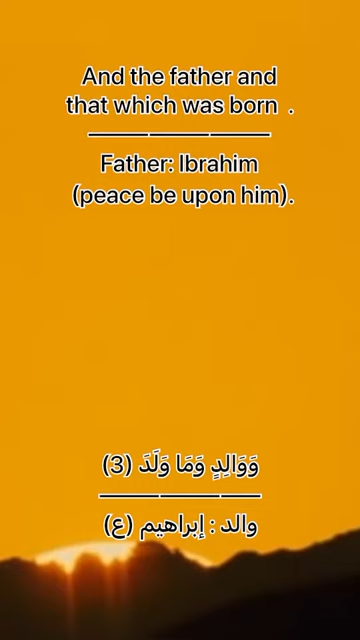 And the father and
that which was born .
Father: Ibrahim
(peace be upon him).
وَوَالِدٍ وَمَا وَلَدَ (3)
والد : إبراهيم (ع)